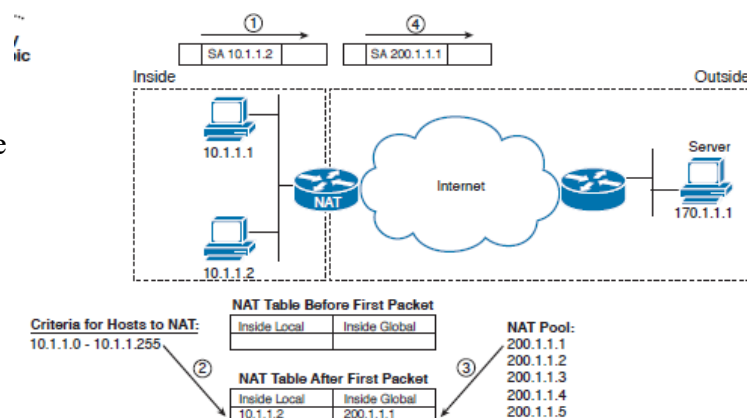 y
pic
e
① ④
SA 10.1.1.2 SA 200.1.1.1
Inside Outside
10.1.1.1
NAT
Internet
Server
170.1.1.1
10.1.1.2
NAT Table Before First Packet
Criteria for Hosts to NAT:
10.1.1.0 - 10.1.1.255
Inside Local Inside Global
NAT Pool:
200.1.1.1
200.1.1.2
200.1.1.3
200.1.1.4
200.1.1.5
② ③
NAT Table After First Packet
Inside Local Inside Global
10.1.1.2 200.1.1.1